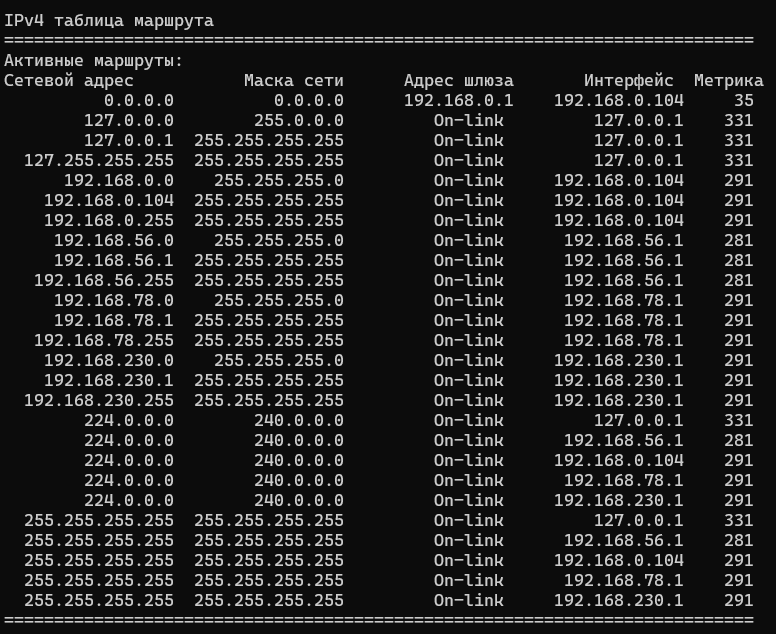 IPv4 таблица маршрута
===========================================================================
Активные маршруты:
Сетевой адрес           Маска сети      Адрес шлюза       Интерфейс  Метрика
          0.0.0.0          0.0.0.0      192.168.0.1    192.168.0.104     35
        127.0.0.0        255.0.0.0         On-link         127.0.0.1    331
        127.0.0.1  255.255.255.255         On-link         127.0.0.1    331
  127.255.255.255  255.255.255.255         On-link         127.0.0.1    331
      192.168.0.0    255.255.255.0         On-link     192.168.0.104    291
    192.168.0.104  255.255.255.255         On-link     192.168.0.104    291
    192.168.0.255  255.255.255.255         On-link     192.168.0.104    291
     192.168.56.0    255.255.255.0         On-link      192.168.56.1    281
     192.168.56.1  255.255.255.255         On-link      192.168.56.1    281
   192.168.56.255  255.255.255.255         On-link      192.168.56.1    281
     192.168.78.0    255.255.255.0         On-link      192.168.78.1    291
     192.168.78.1  255.255.255.255         On-link      192.168.78.1    291
   192.168.78.255  255.255.255.255         On-link      192.168.78.1    291
    192.168.230.0    255.255.255.0         On-link     192.168.230.1    291
    192.168.230.1  255.255.255.255         On-link     192.168.230.1    291
  192.168.230.255  255.255.255.255         On-link     192.168.230.1    291
        224.0.0.0        240.0.0.0         On-link         127.0.0.1    331
        224.0.0.0        240.0.0.0         On-link      192.168.56.1    281
        224.0.0.0        240.0.0.0         On-link     192.168.0.104    291
        224.0.0.0        240.0.0.0         On-link      192.168.78.1    291
        224.0.0.0        240.0.0.0         On-link     192.168.230.1    291
  255.255.255.255  255.255.255.255         On-link         127.0.0.1    331
  255.255.255.255  255.255.255.255         On-link      192.168.56.1    281
  255.255.255.255  255.255.255.255         On-link     192.168.0.104    291
  255.255.255.255  255.255.255.255         On-link      192.168.78.1    291
  255.255.255.255  255.255.255.255         On-link     192.168.230.1    291
===========================================================================